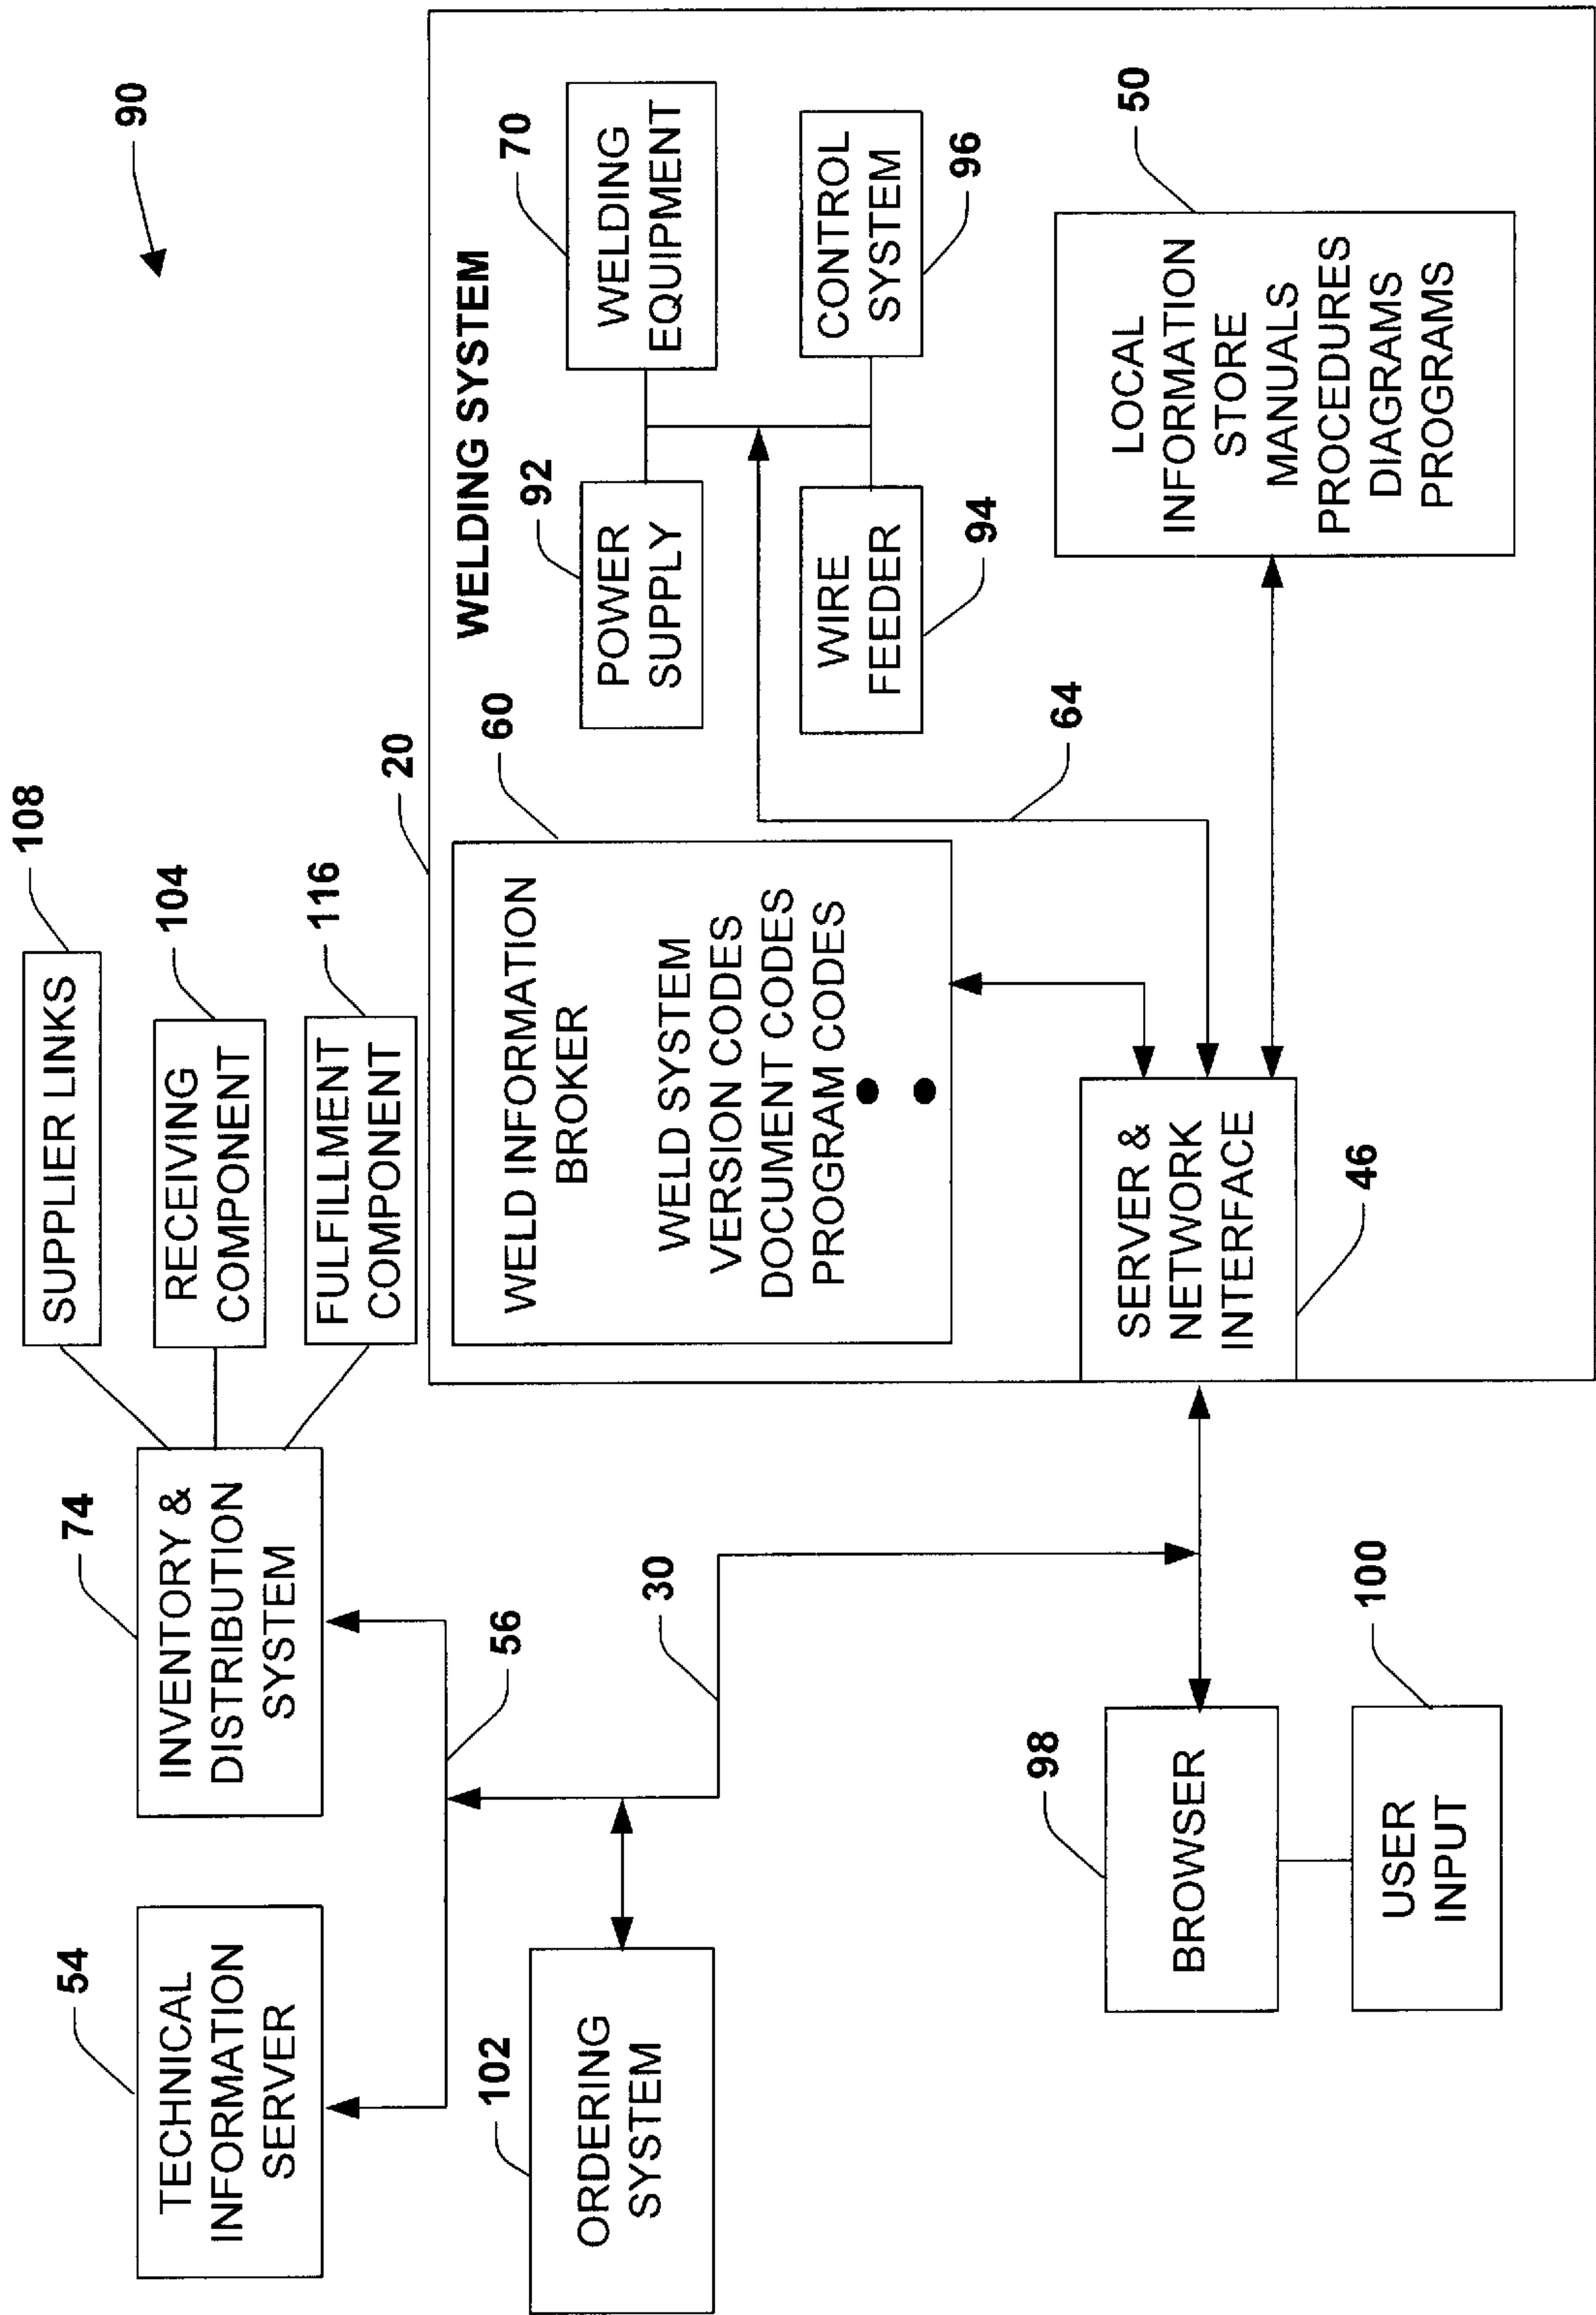 90
108
SUPPLIER LINKS
104
RECEIVING
COMPONENT
116
FULFILLMENT
COMPONENT
74
INVENTORY &
DISTRIBUTION
SYSTEM
54
TECHNICAL
INFORMATION
SERVER
56
102
ORDERING
SYSTEM
30
98
BROWSER
100
USER
INPUT
20
WELDING SYSTEM
60
WELD INFORMATION
BROKER
WELD SYSTEM
VERSION CODES
DOCUMENT CODES
PROGRAM CODES
92
POWER
SUPPLY
70
WELDING
EQUIPMENT
WIRE
FEEDER
94
CONTROL
SYSTEM
96
64
SERVER &
NETWORK
INTERFACE
46
50
LOCAL
INFORMATION
STORE
MANUALS
PROCEDURES
DIAGRAMS
PROGRAMS